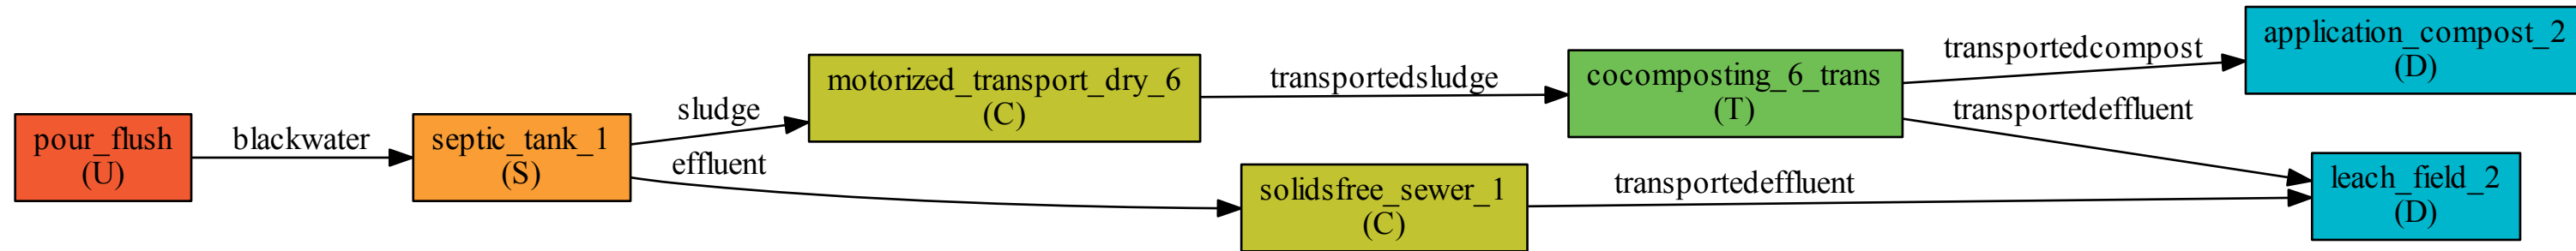 pour_flush
(U)
blackwater
septic_tank_1
(S)
sludge
effluent
motorized_transport_dry_6
(C)
solidsfree_sewer_1
(C)
transportedsludge
transportedeffluent
cocomposting_6_trans
(T)
transportedcompost
transportedeffluent
application_compost_2
(D)
leach_field_2
(D)